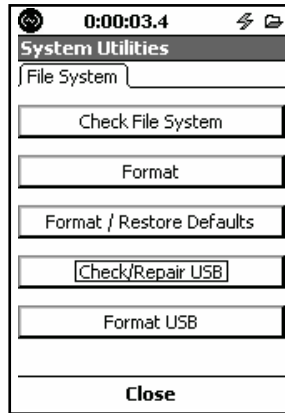 0:00:03.4
System Utilities
File System
Check File System
Format
Format / Restore Defaults
Check/Repair USB
Format USB
Close